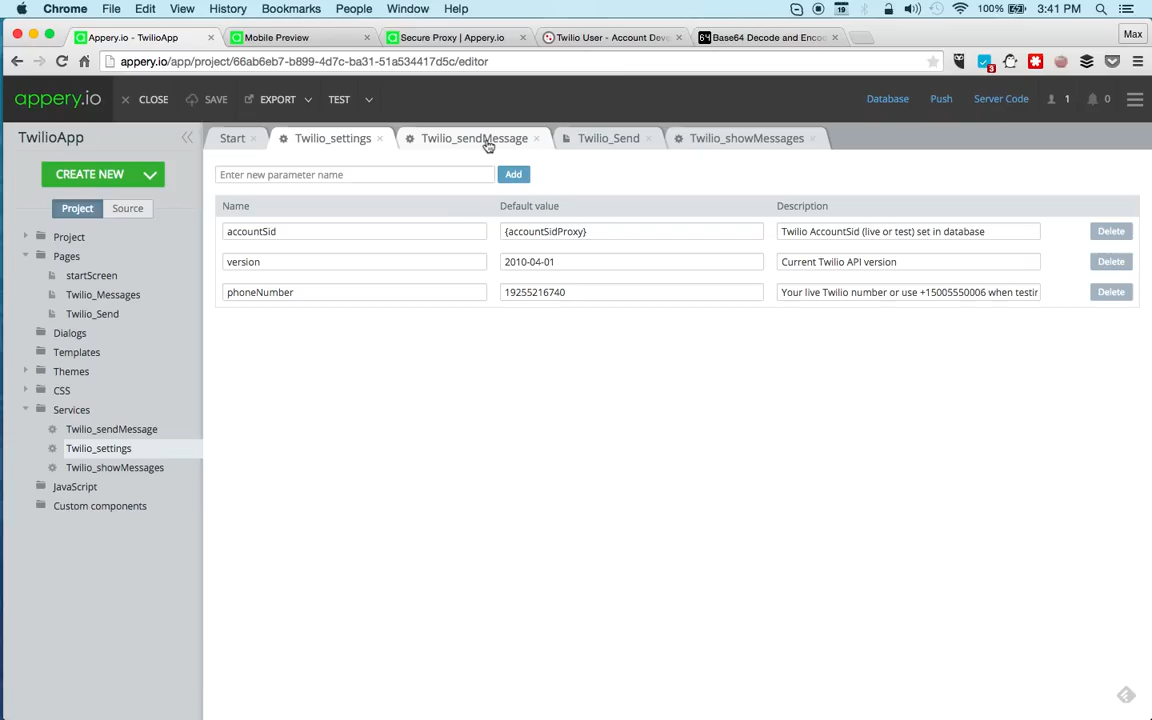 Chrome File Edit View History Bookmarks People Window Help 19 100% 3:41 PM
Appery.io - TwilioApp Mobile Preview Secure Proxy | Appery.io Twilio User - Account Deve 64 Base64 Decode and Encod Max
appery.io/app/project/66ab6eb7-b899-4d7c-ba31-51a534417d5c/editor 3
appery.io CLOSE SAVE EXPORT TEST Database Push Server Code 1 0
TwilioApp Start Twilio_settings Twilio_sendMessage Twilio_Send Twilio_showMessages
CREATE NEW Enter new parameter name Add
Project Source Name Default value Description
accountSid {accountSidProxy} Twilio AccountSid (live or test) set in database Delete
Project
Pages version 2010-04-01 Current Twilio API version Delete
startScreen
Twilio_Messages phoneNumber 19255216740 Your live Twilio number or use +15005550006 when testin Delete
Twilio_Send
Dialogs
Templates
Themes
CSS
Services
Twilio_sendMessage
Twilio_settings
Twilio_showMessages
JavaScript
Custom components